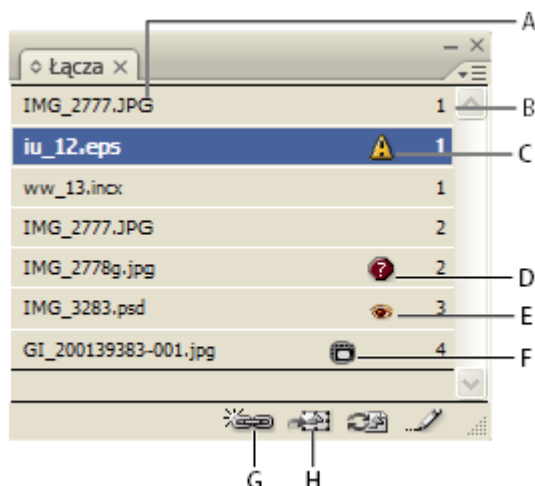 A
Łącza
IMG_2777.JPG 1 B
iu_12.eps 1 C
ww_13.incx 1
IMG_2777.JPG 2
IMG_2778g.jpg 2 D
IMG_3283.psd 3 E
GI_200139383-001.jpg 4 F
G H